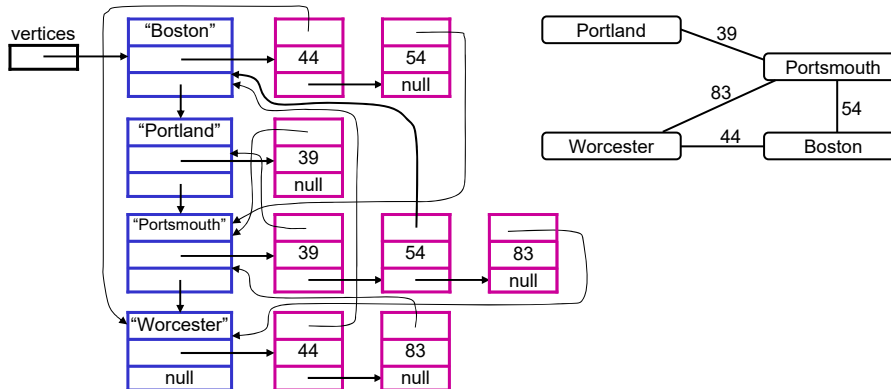 vertices
“Boston”
44
54
null
“Portland”
39
null
“Portsmouth”
39
54
83
null
“Worcester”
44
83
null
null
Portland
39
Portsmouth
83
54
Worcester
44
Boston